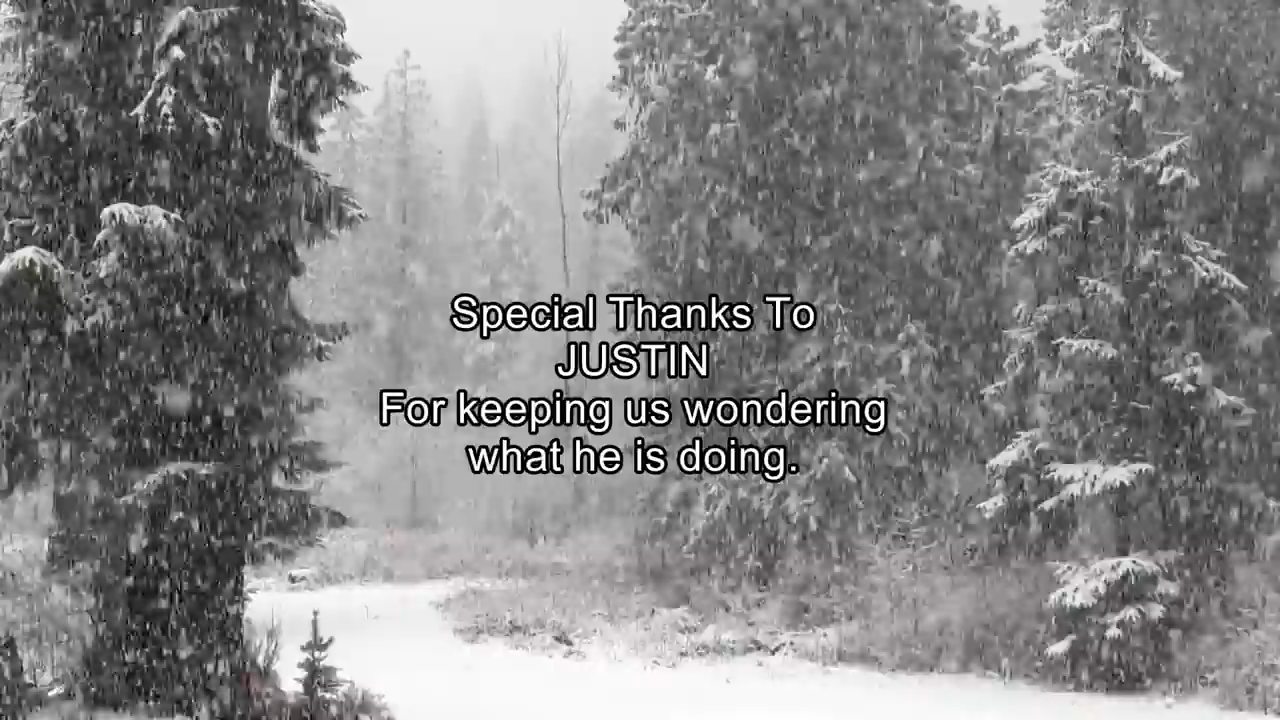 Special Thanks To
JUSTIN
For keeping us wondering
what he is doing.